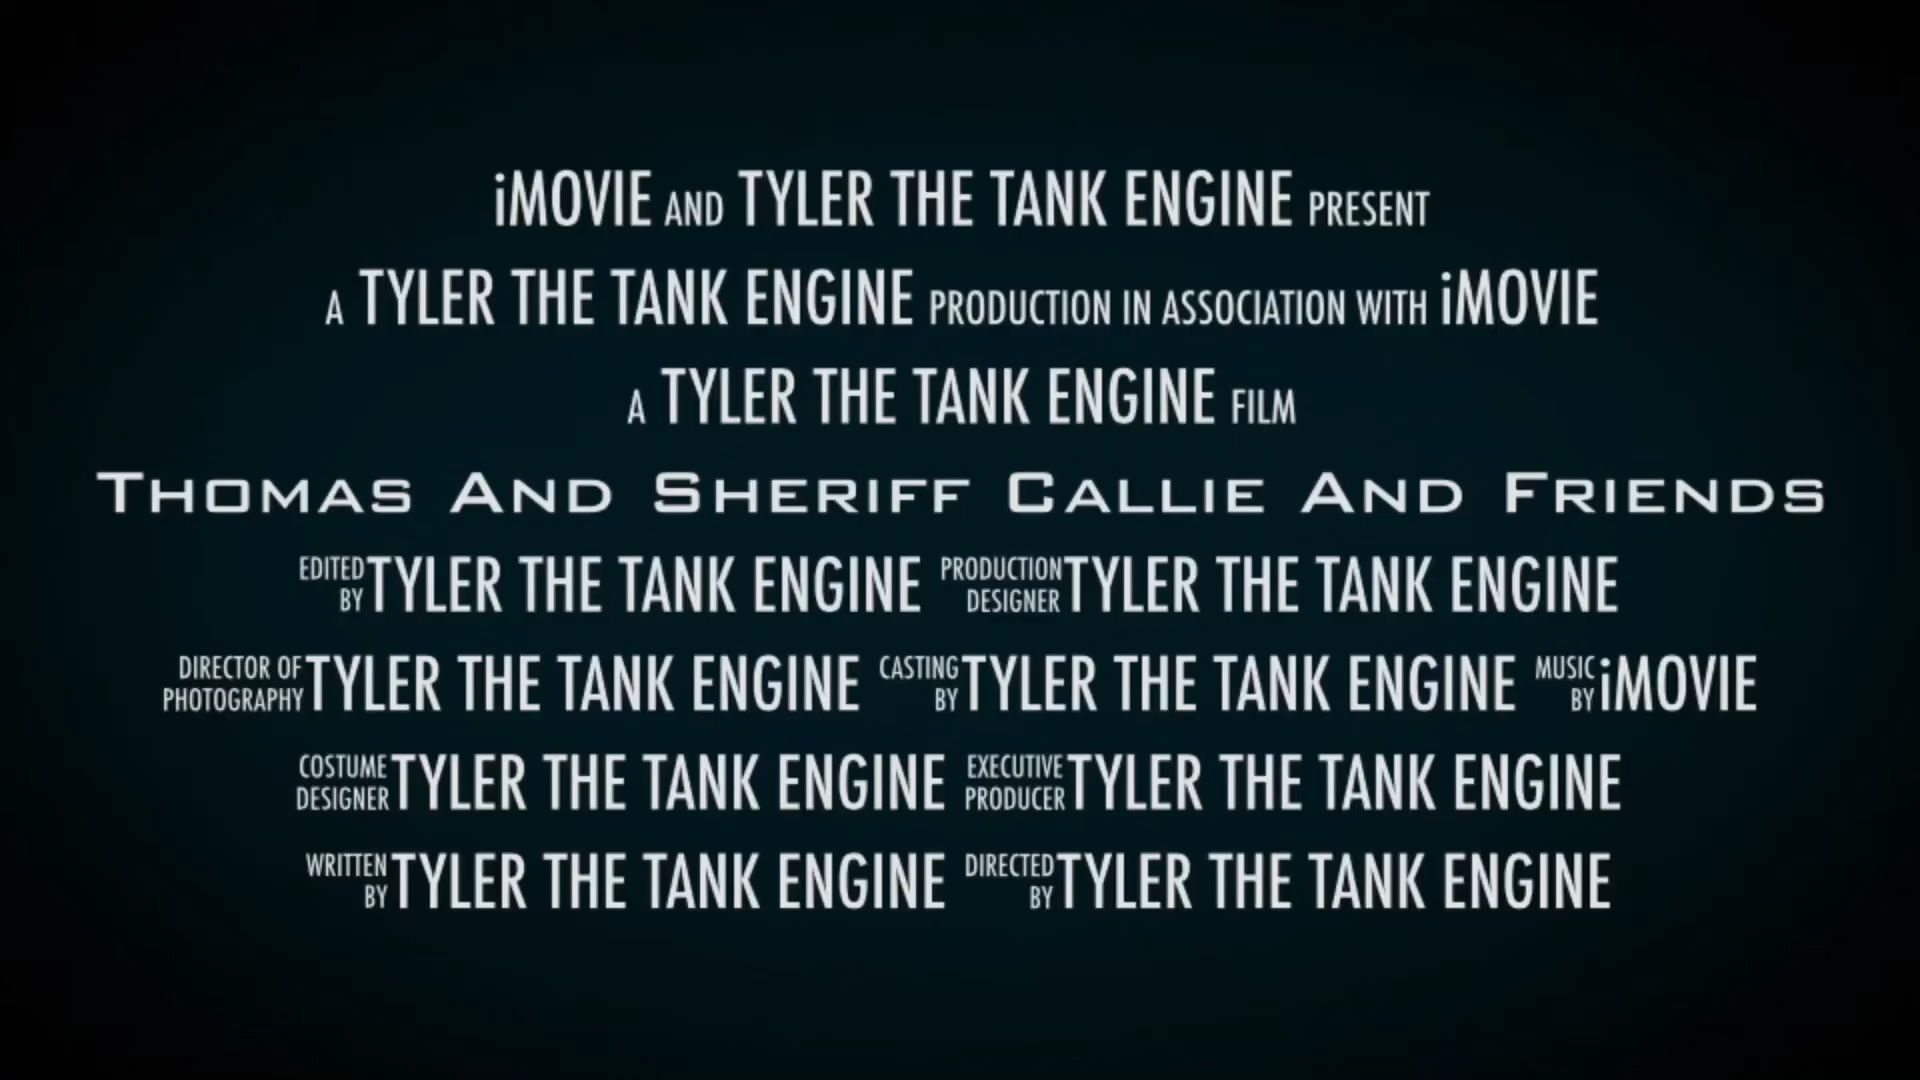 iMOVIE AND TYLER THE TANK ENGINE PRESENT
A TYLER THE TANK ENGINE PRODUCTION IN ASSOCIATION WITH iMOVIE
A TYLER THE TANK ENGINE FILM
THOMAS AND SHERIFF CALLIE AND FRIENDS
EDITED BY TYLER THE TANK ENGINE PRODUCTION DESIGNER TYLER THE TANK ENGINE
DIRECTOR OF PHOTOGRAPHY TYLER THE TANK ENGINE CASTING BY TYLER THE TANK ENGINE MUSIC BY iMOVIE
COSTUME DESIGNER TYLER THE TANK ENGINE EXECUTIVE PRODUCER TYLER THE TANK ENGINE
WRITTEN BY TYLER THE TANK ENGINE DIRECTED BY TYLER THE TANK ENGINE